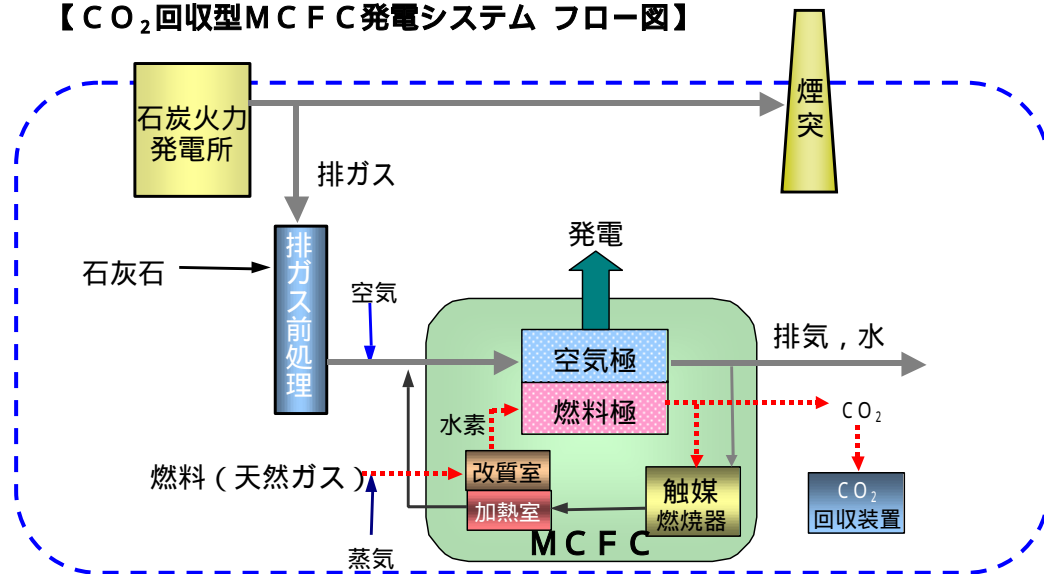 【ＣＯ₂回収型ＭＣＦＣ発電システム フロー図】
石炭火力
発電所
煙突
排ガス
排ガス前処理
石灰石
空気
発電
空気極
燃料極
排気，水
水素
ＣＯ₂
燃料（天然ガス）
改質室
加熱室
触媒
燃焼器
ＣＯ₂
回収装置
蒸気
ＭＣＦＣ